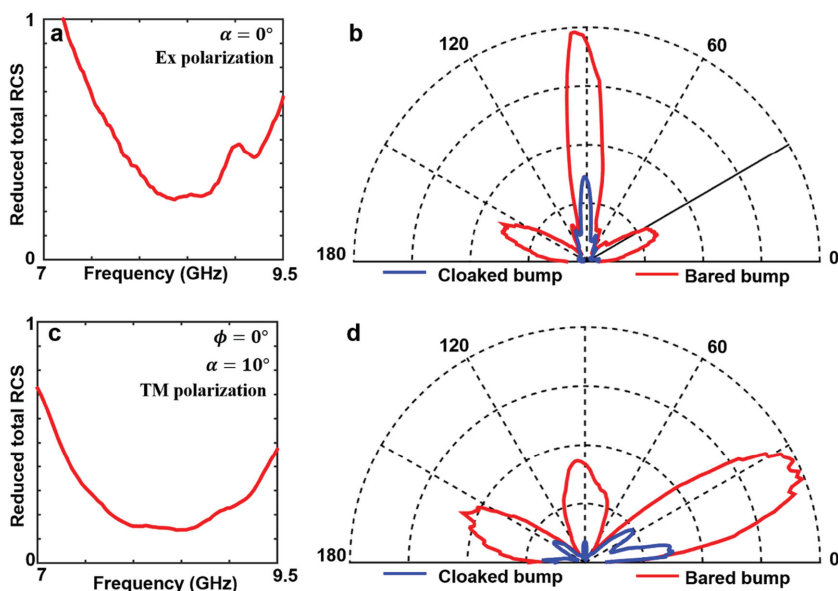 a
1
α = 0°
Ex polarization
Reduced total RCS
0
7
Frequency (GHz)
9.5
b
120
60
180
0
Cloaked bump
Bared bump
c
1
ϕ = 0°
α = 10°
TM polarization
Reduced total RCS
0
7
Frequency (GHz)
9.5
d
120
60
180
0
Cloaked bump
Bared bump